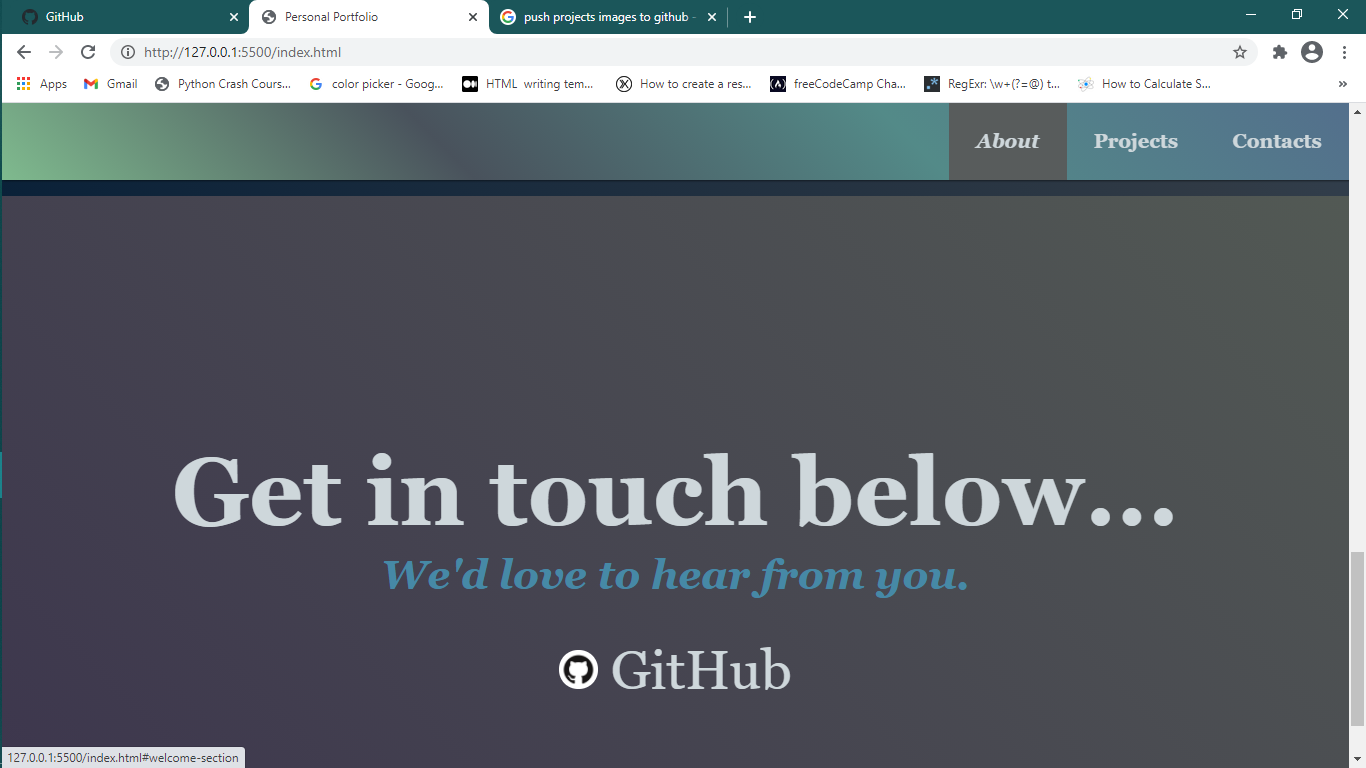 GitHub
Personal Portfolio
push projects images to github -
http://127.0.0.1:5500/index.html
Apps
Gmail
Python Crash Cours...
color picker - Goog...
HTML writing tem...
How to create a res...
(A)
freeCodeCamp Cha...
RegExr: \w+(?=@) t...
How to Calculate S...
»
About
Projects
Contacts
Get in touch below...
We'd love to hear from you.
GitHub
127.0.0.1:5500/index.html#welcome-section